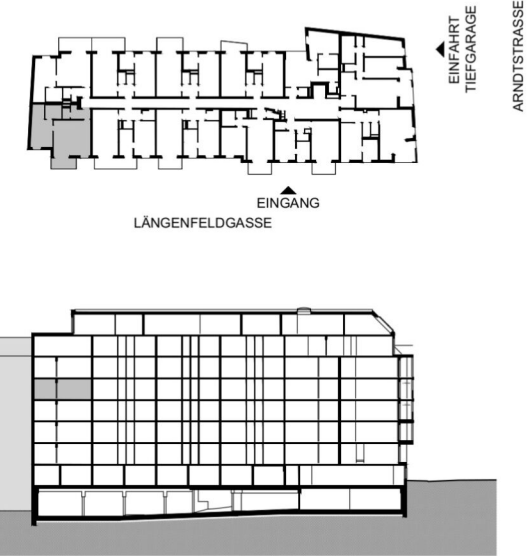 EINFAHRT
TIEFGARAGE
ARNDTSTRASSE
EINGANG
LÄNGENFELDGASSE